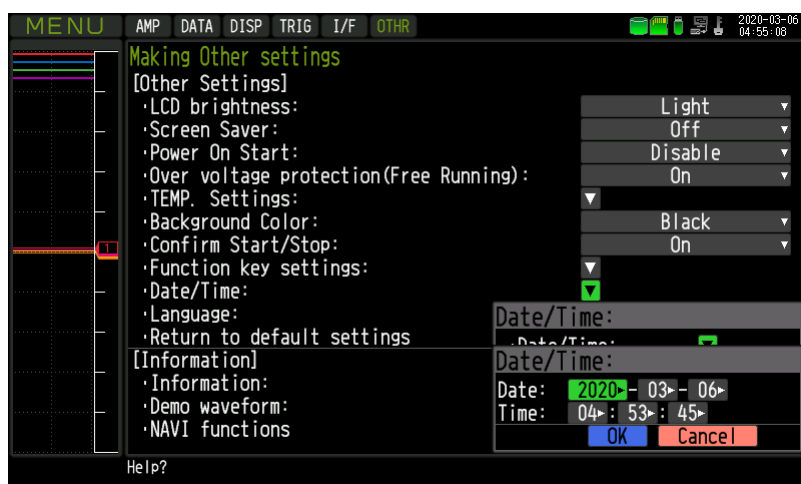 MENU AMP DATA DISP TRIG I/F OTHR 2020-03-06
04:55:08
Making Other settings
[Other Settings]
･LCD brightness: Light
･Screen Saver: Off
･Power On Start: Disable
･Over voltage protection(Free Running): On
･TEMP. Settings:
･Background Color: Black
･Confirm Start/Stop: On
1
･Function key settings:
･Date/Time:
･Language:
Date/Time:
･Return to default settings
･Date/Time:
[Information]
Date/Time:
･Information:
Date: 2020 - 03 - 06
･Demo waveform:
Time: 04 : 53 : 45
･NAVI functions
OK Cancel
Help?